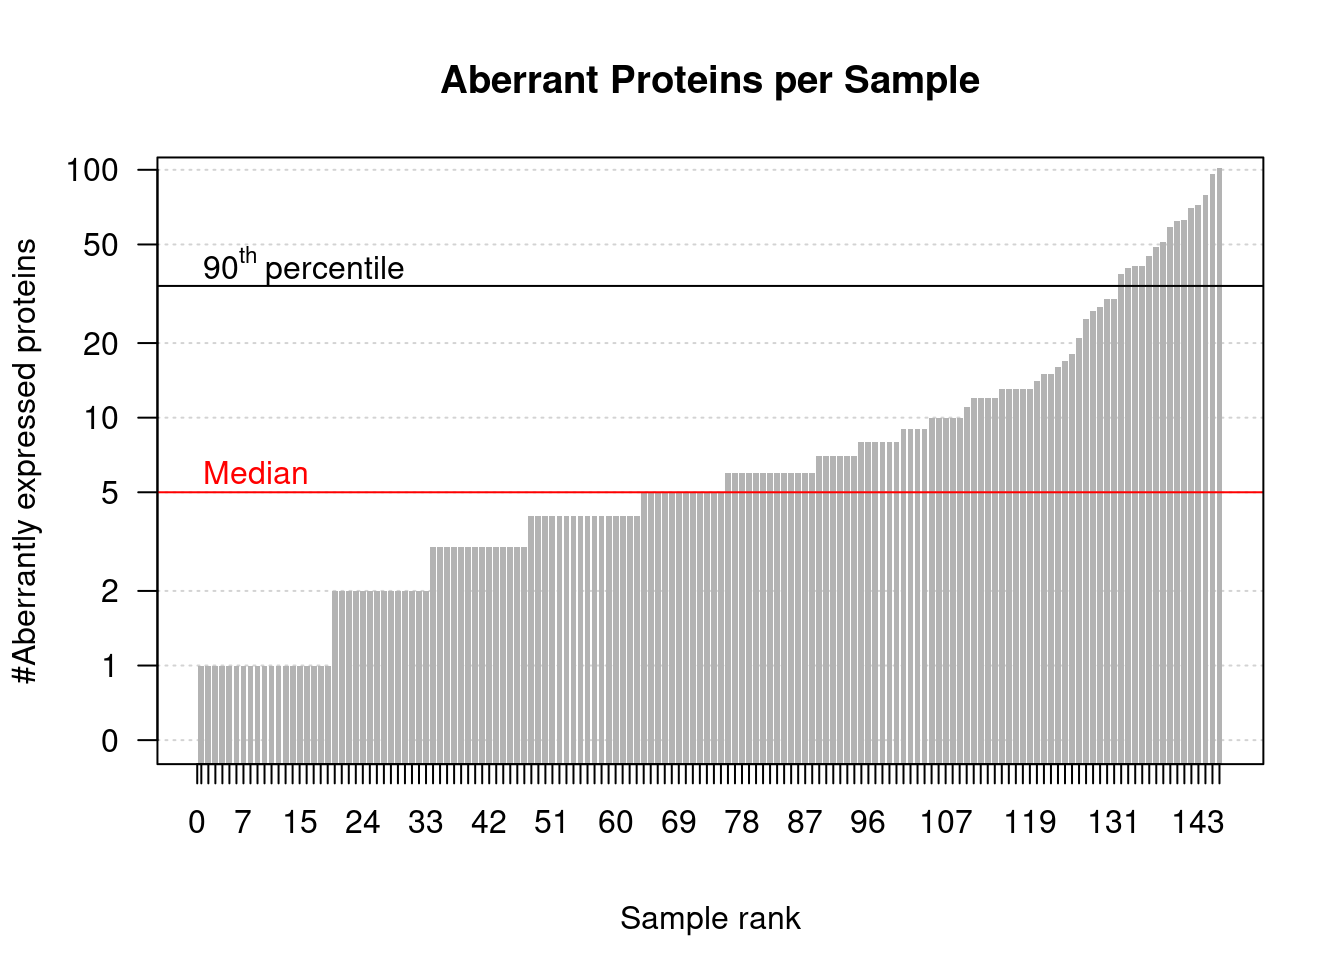 Aberrant Proteins per Sample
#Aberrantly expressed proteins
100
50
20
10
5
2
1
0
90th percentile
Median
0 7 15 24 33 42 51 60 69 78 87 96 107 119 131 143
Sample rank